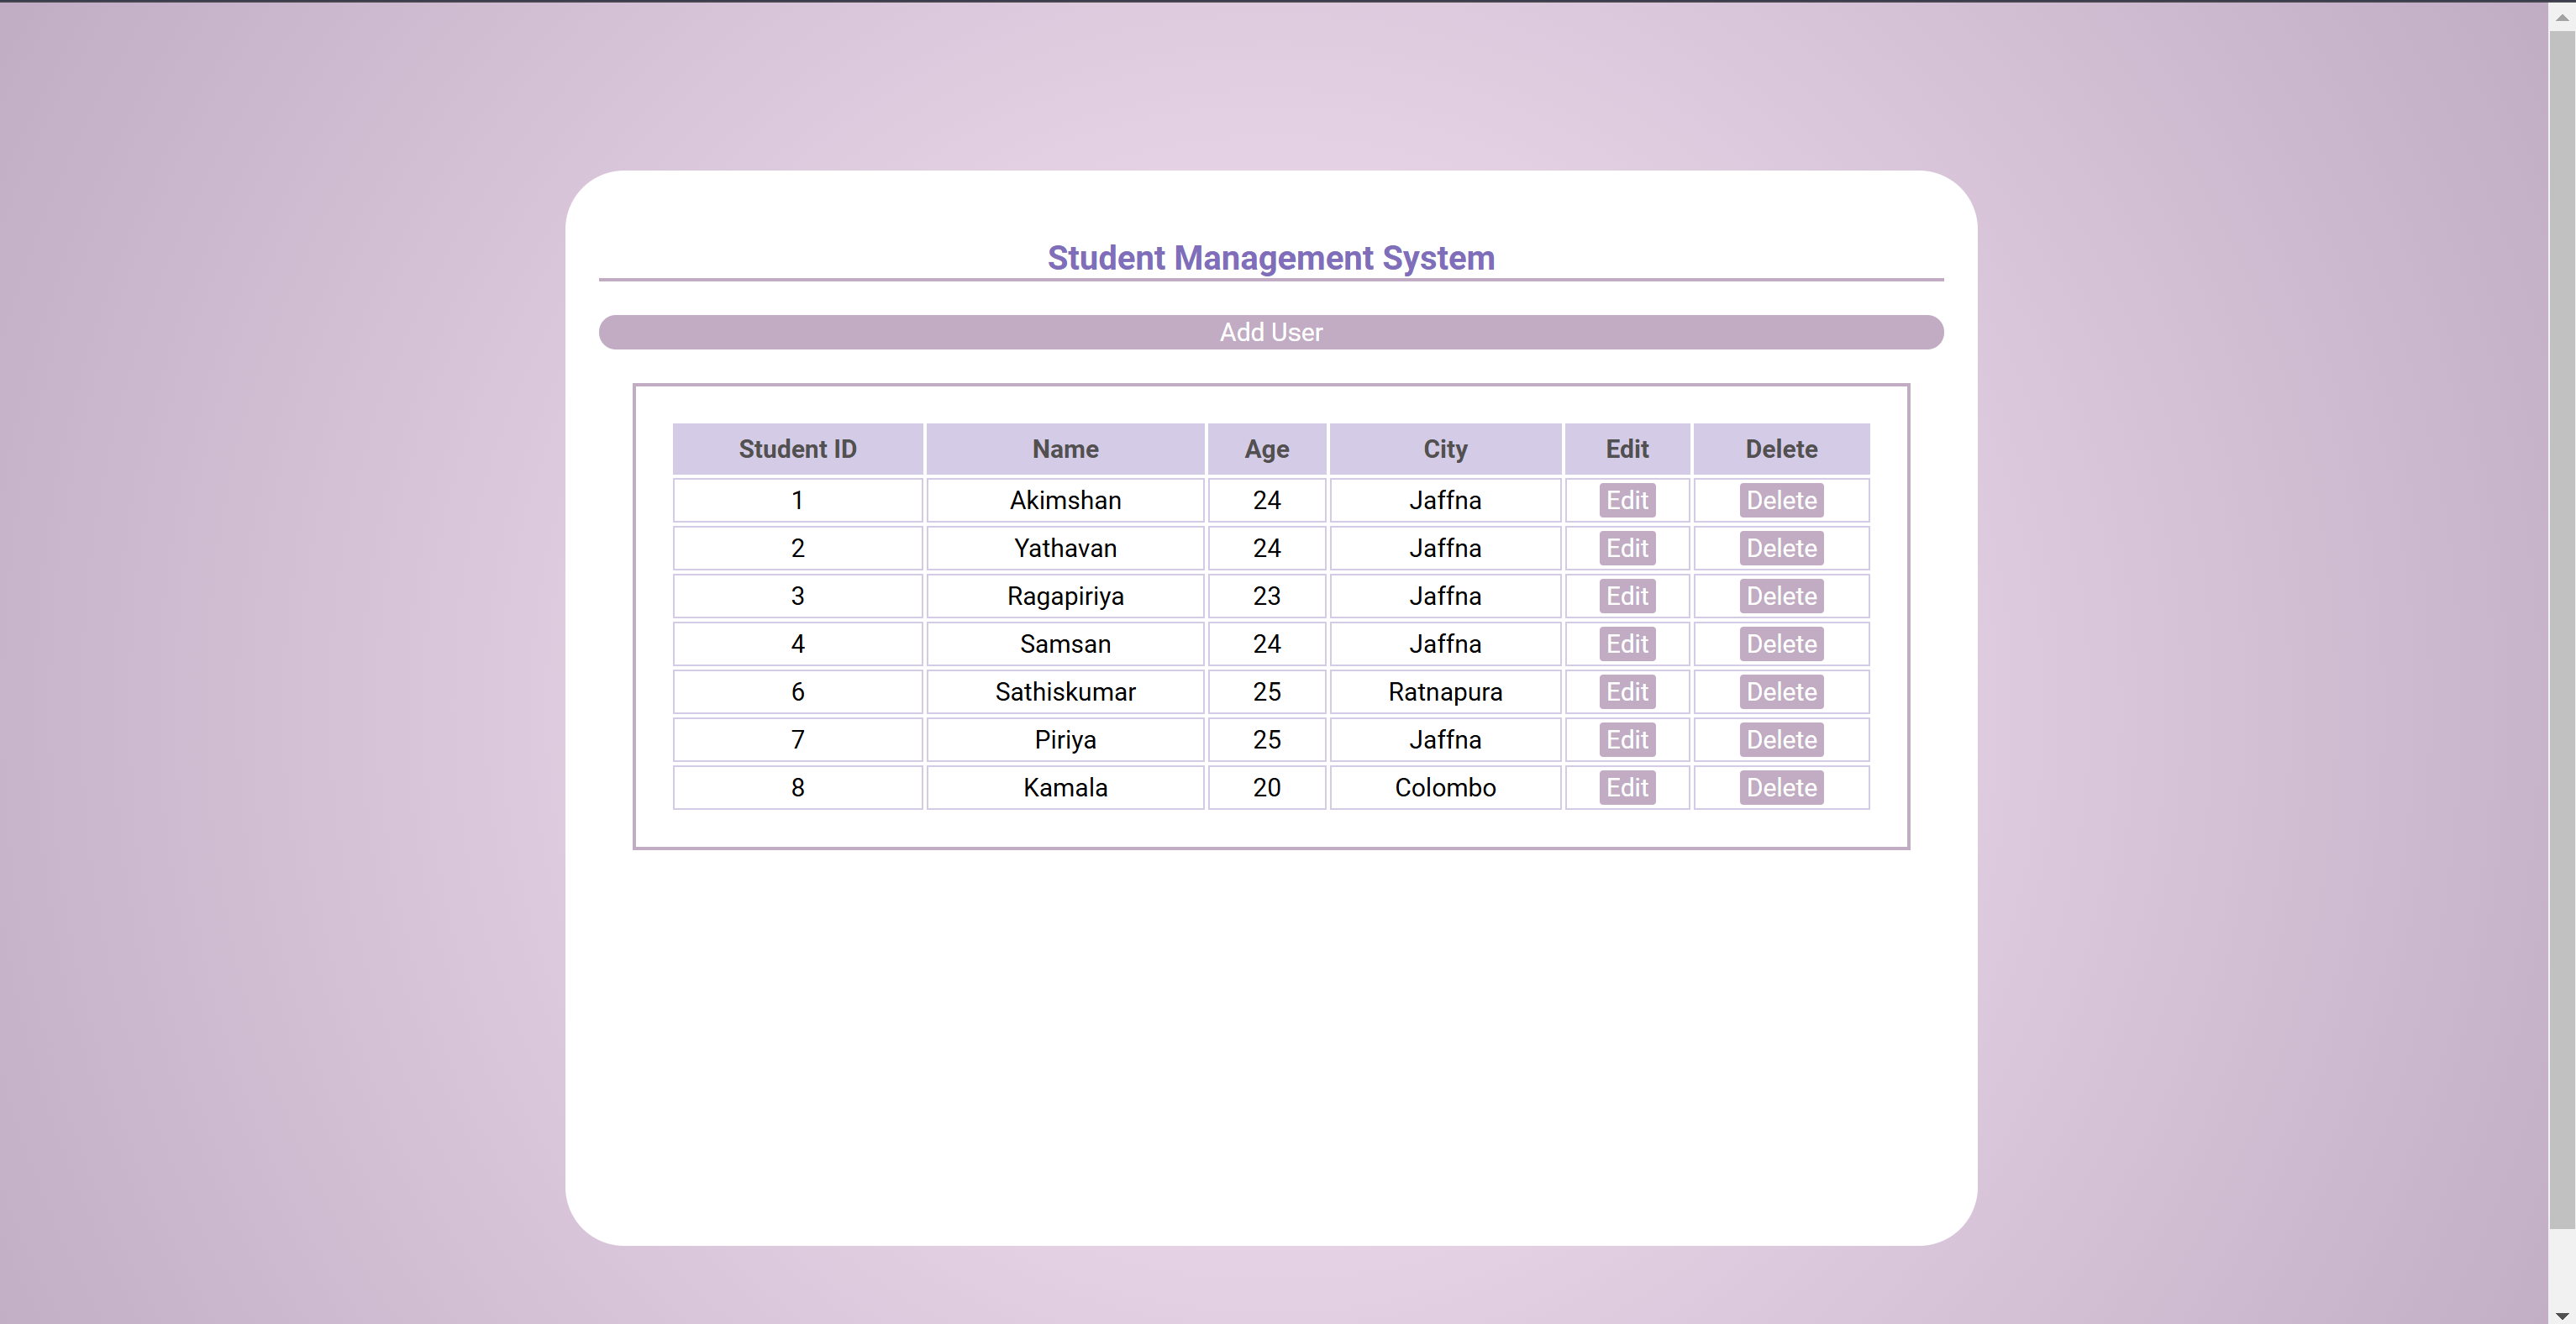 Student Management System
Add User
Student ID Name Age City Edit Delete
1 Akimshan 24 Jaffna Edit Delete
2 Yathavan 24 Jaffna Edit Delete
3 Ragapiriya 23 Jaffna Edit Delete
4 Samsan 24 Jaffna Edit Delete
6 Sathiskumar 25 Ratnapura Edit Delete
7 Piriya 25 Jaffna Edit Delete
8 Kamala 20 Colombo Edit Delete